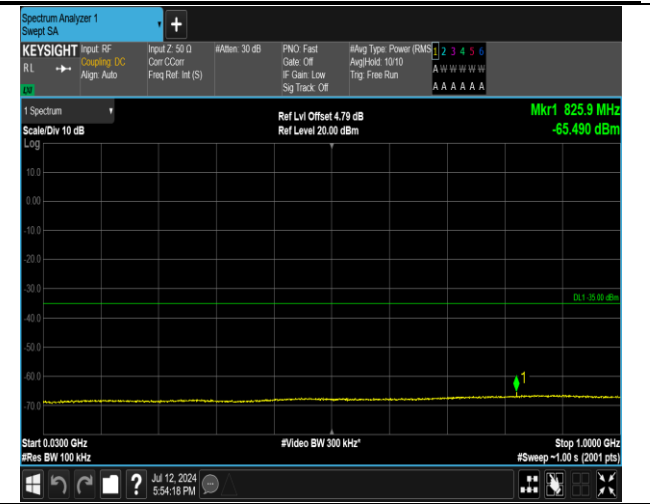 Spectrum Analyzer 1
Swept SA
+
KEYSIGHT
RL
Input: RF
Coupling: DC
Align: Auto
Input Z: 50 Ω
Corr CCorr
Freq Ref: Int (S)
#Atten: 30 dB
PNO: Fast
Gate: Off
IF Gain: Low
Sig Track: Off
#Avg Type: Power (RMS
Avg|Hold: 10/10
Trig: Free Run
1 2 3 4 5 6
A W W W W W
A A A A A A
1 Spectrum
Scale/Div 10 dB
Ref Lvl Offset 4.79 dB
Ref Level 20.00 dBm
Mkr1 825.9 MHz
-65.490 dBm
Log
10.0
0.00
-10.0
-20.0
-30.0
DL1 -35.00 dBm
-40.0
-50.0
-60.0
1
-70.0
Start 0.0300 GHz
#Video BW 300 kHz*
Stop 1.0000 GHz
#Res BW 100 kHz
#Sweep ~1.00 s (2001 pts)
?
Jul 12, 2024
5:54:18 PM